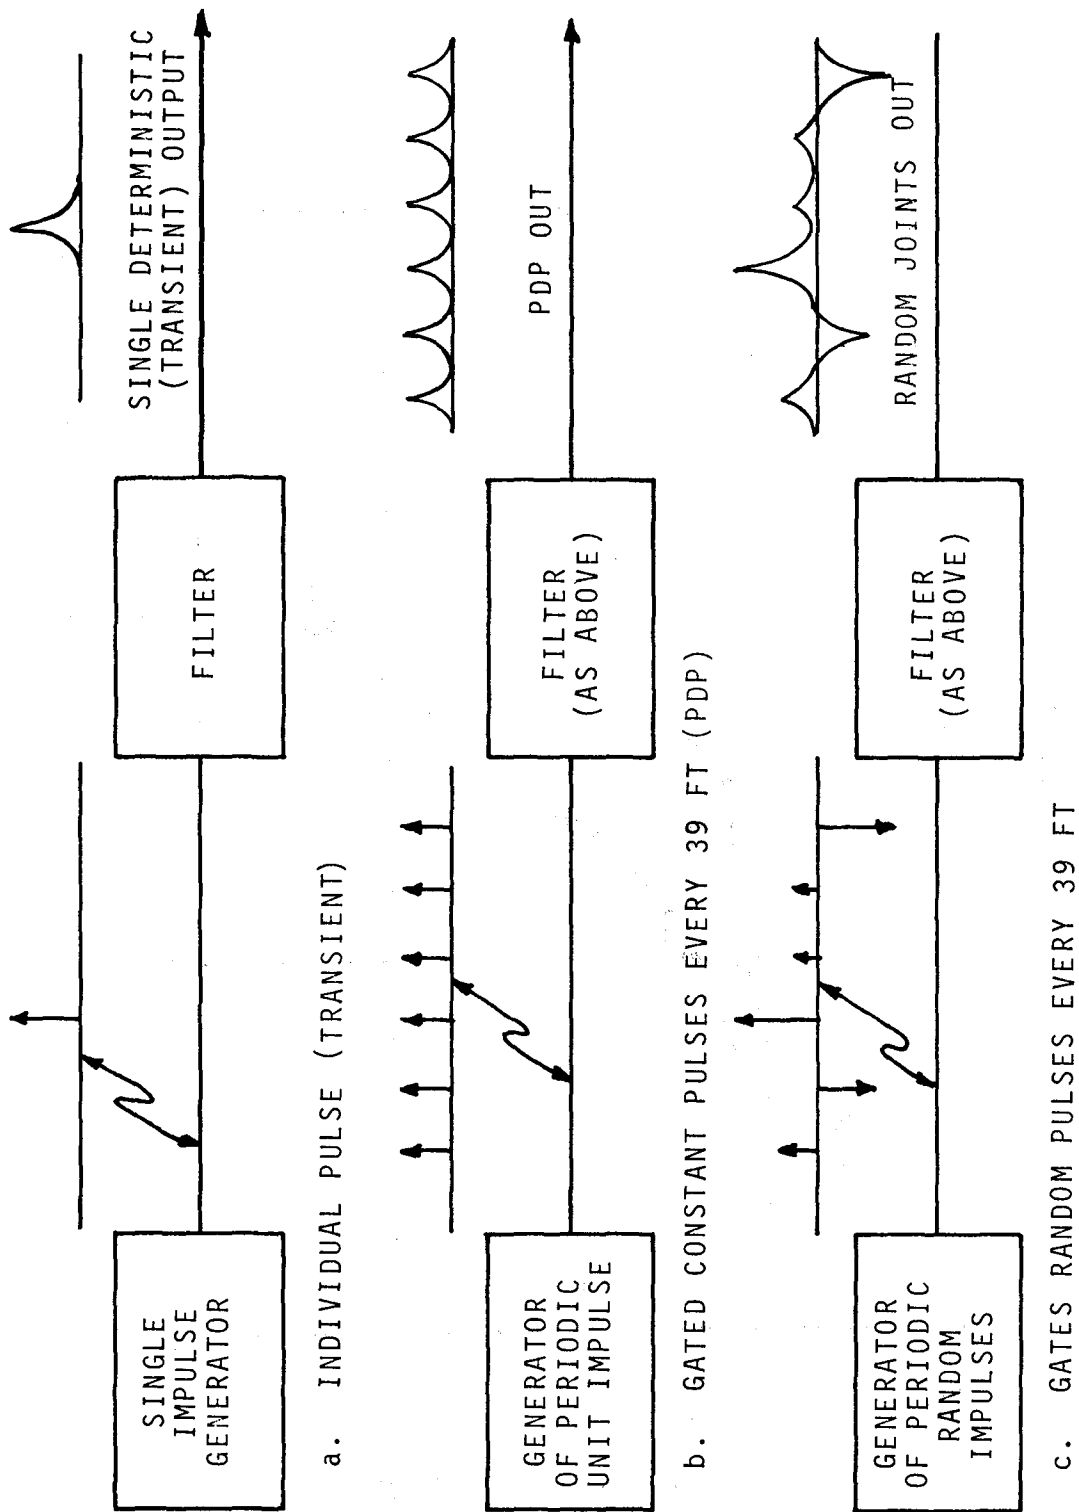 SINGLE
IMPULSE
GENERATOR
FILTER
SINGLE DETERMINISTIC
(TRANSIENT) OUTPUT
a. INDIVIDUAL PULSE (TRANSIENT)
GENERATOR
OF PERIODIC
UNIT IMPULSE
FILTER
(AS ABOVE)
PDP OUT
b. GATED CONSTANT PULSES EVERY 39 FT (PDP)
GENERATOR
OF PERIODIC
RANDOM
IMPULSES
FILTER
(AS ABOVE)
RANDOM JOINTS OUT
c. GATES RANDOM PULSES EVERY 39 FT